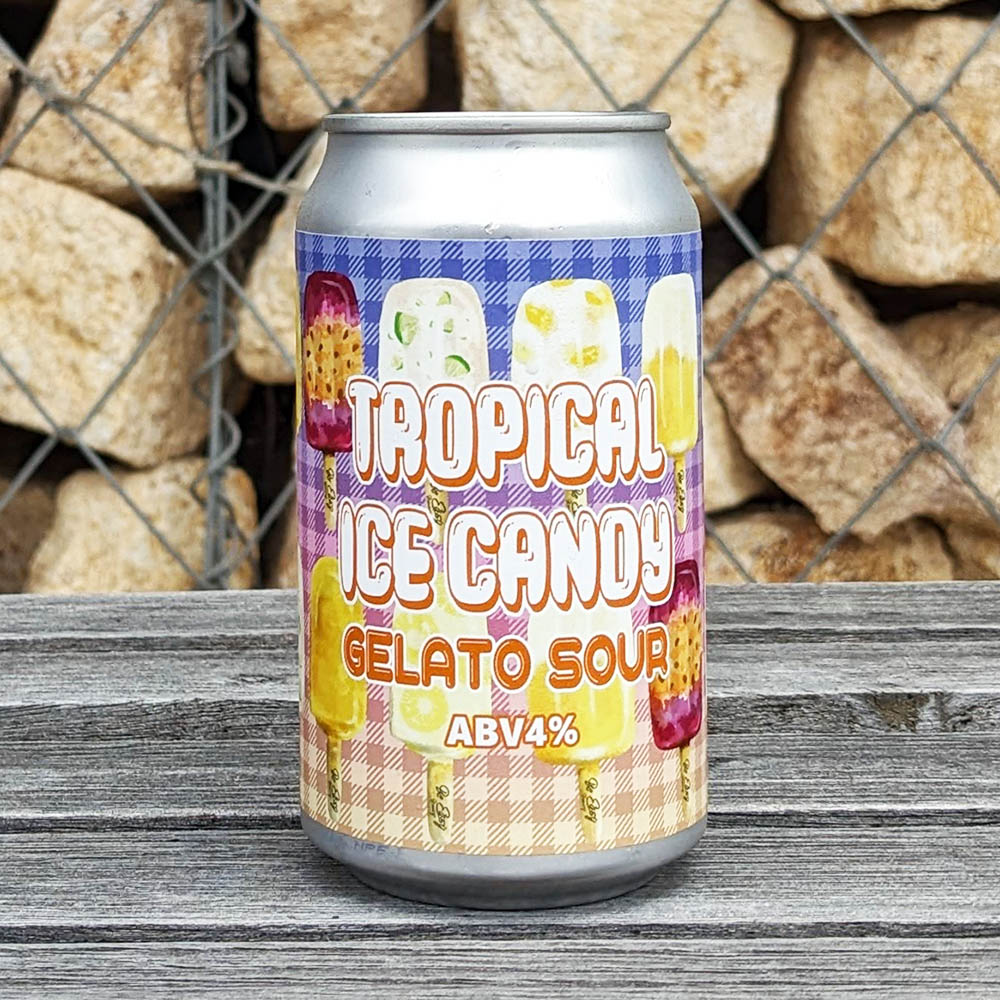 TROPICAL
ICE CANDY
GELATO SOUR
ABV4%